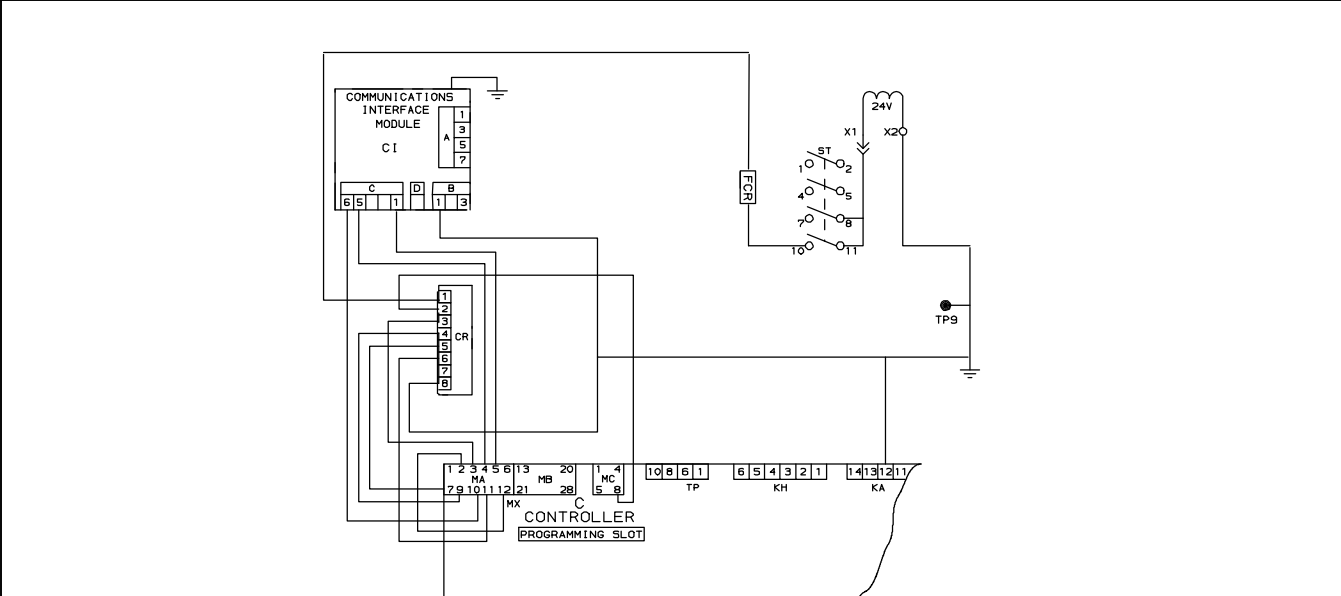 COMMUNICATIONS
INTERFACE
MODULE
CI
A
1
3
5
7
C
D
B
6 5 1
1 3
FCR
24V
X1 X2
ST
1 2
4 5
7 8
10 11
TP9
1
2
3
4
5
6
7
8
CR
1 2 3 4 5 6 13 20
MA MB
7 9 10 11 12 21 28
MX
1 4
MC
5 8
10 8 6 1
TP
6 5 4 3 2 1
KH
14 13 12 11
KA
C
CONTROLLER
PROGRAMMING SLOT